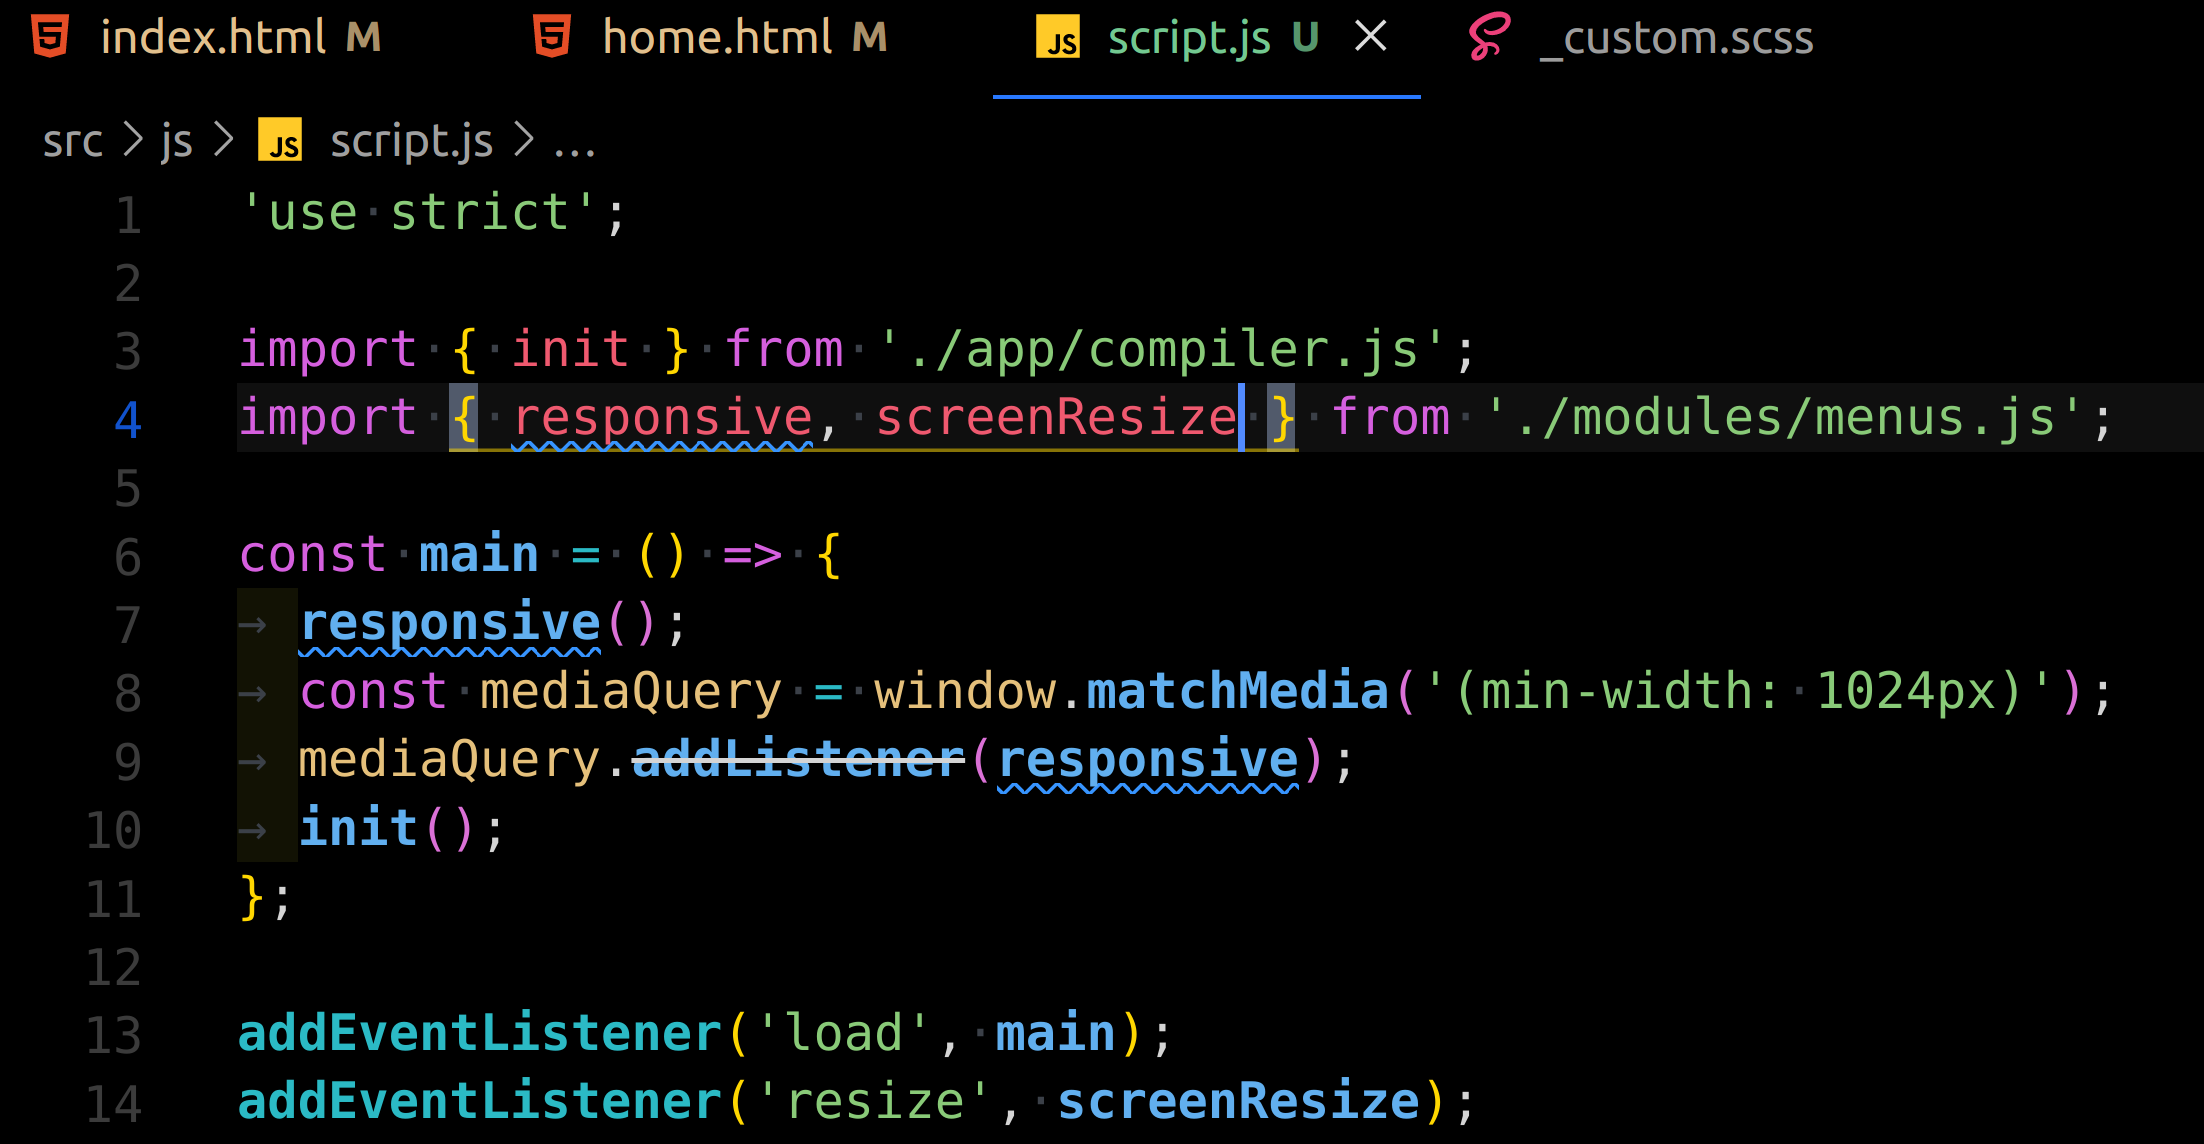 index.html M home.html M JS script.js U _custom.scss
src > js > JS script.js > ...
1 'use strict';
2
3 import { init } from './app/compiler.js';
4 import { responsive, screenResize } from './modules/menus.js';
5
6 const main = () => {
7 → responsive();
8 → const mediaQuery = window.matchMedia('(min-width: 1024px)');
9 → mediaQuery.addListener(responsive);
10 → init();
11 };
12
13 addEventListener('load', main);
14 addEventListener('resize', screenResize);